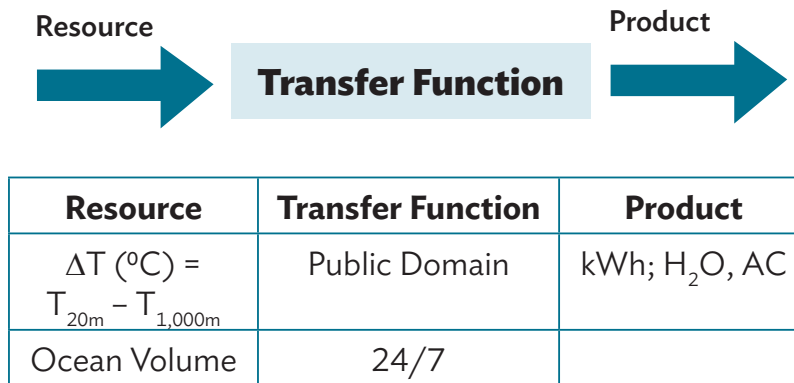 Resource
Product
Transfer Function
Resource Transfer Function Product
ΔT (⁰C) = Public Domain kWh; H₂O, AC
T₂₀ₘ – T₁,₀₀₀ₘ
Ocean Volume 24/7